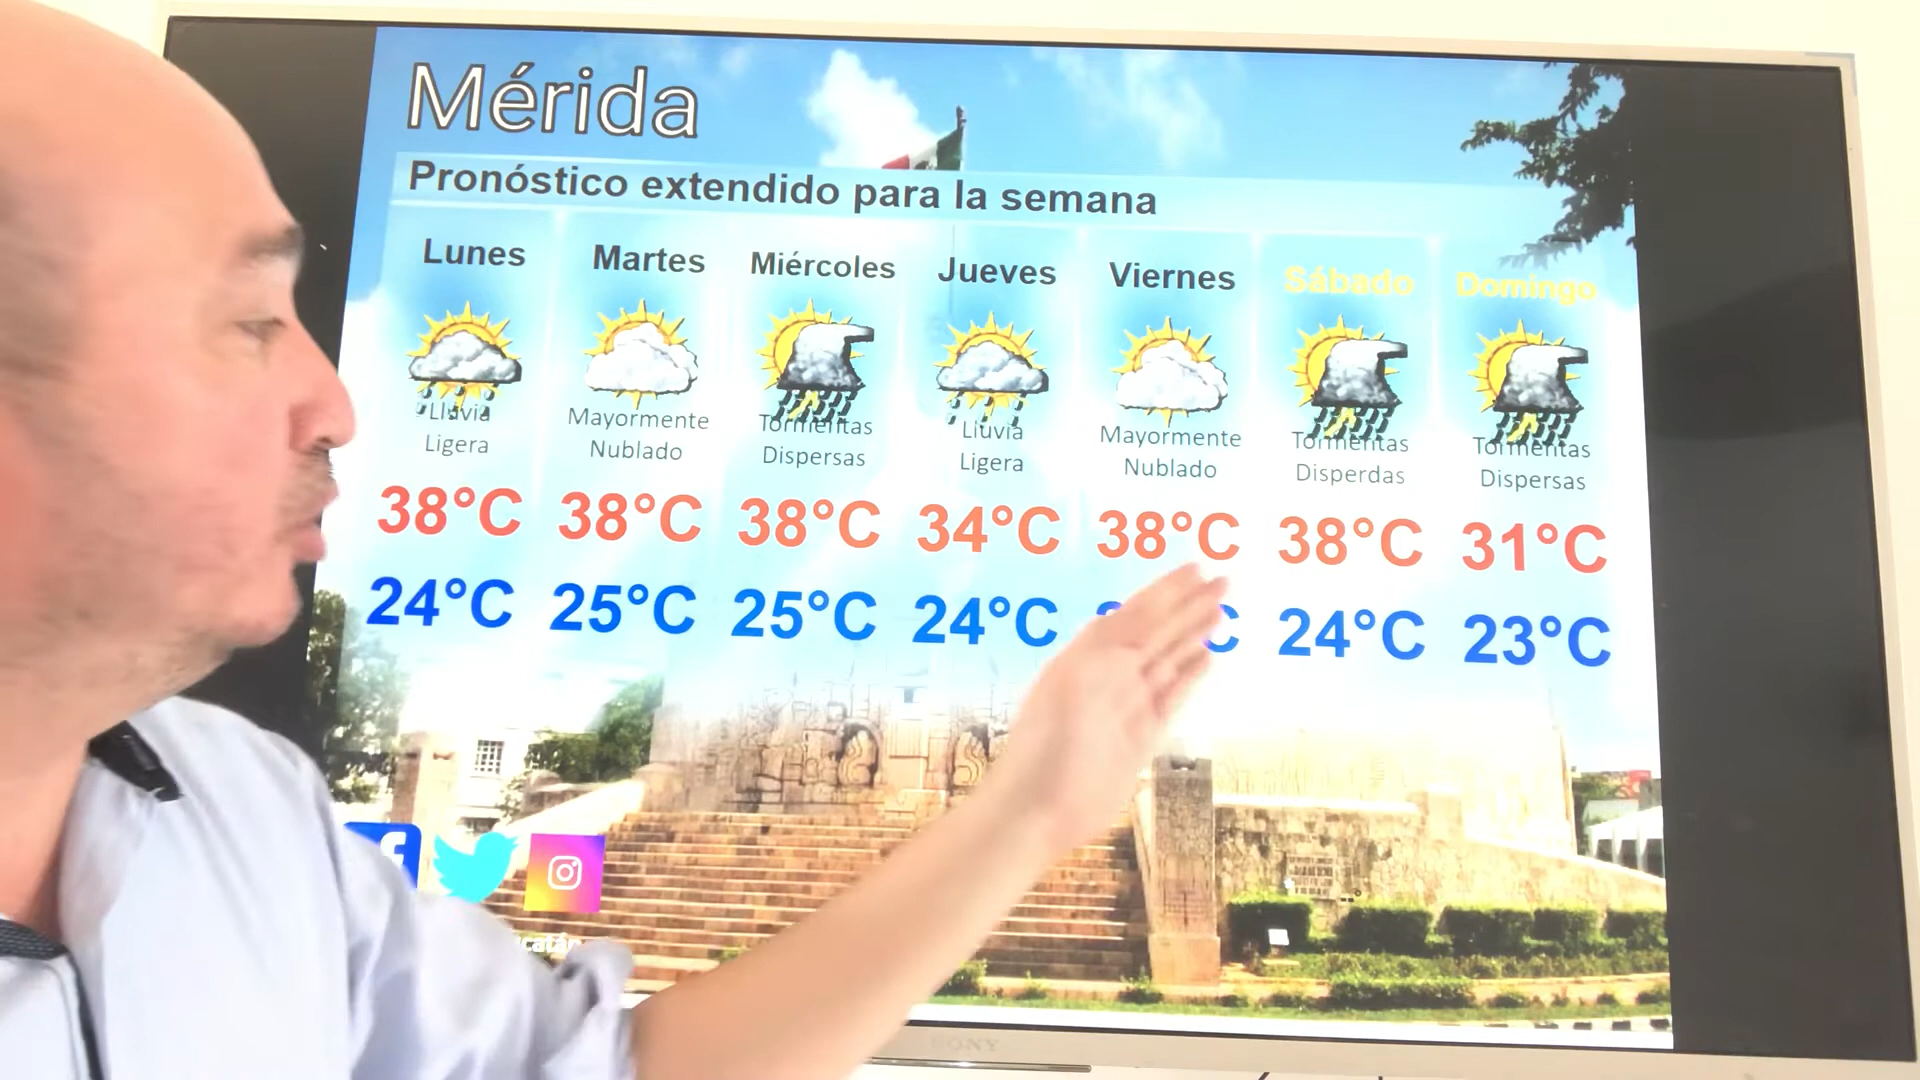 Mérida
Pronóstico extendido para la semana
Lunes Martes Miércoles Jueves Viernes Sábado Domingo
Lluvia Mayormente Tormentas Lluvia Mayormente Tormentas Tormentas
Ligera Nublado Dispersas Ligera Nublado Disperdas Dispersas
38°C 38°C 38°C 34°C 38°C 38°C 31°C
24°C 25°C 25°C 24°C C 24°C 23°C
f
SONY